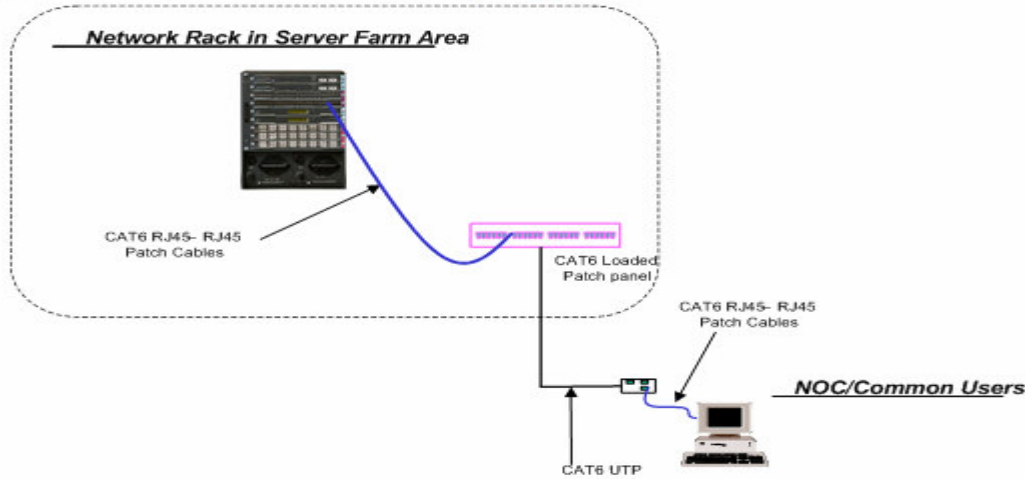 Network Rack in Server Farm Area
CAT6 RJ45- RJ45
Patch Cables
CAT6 Loaded
Patch panel
CAT6 RJ45- RJ45
Patch Cables
NOC/Common Users
CAT6 UTP